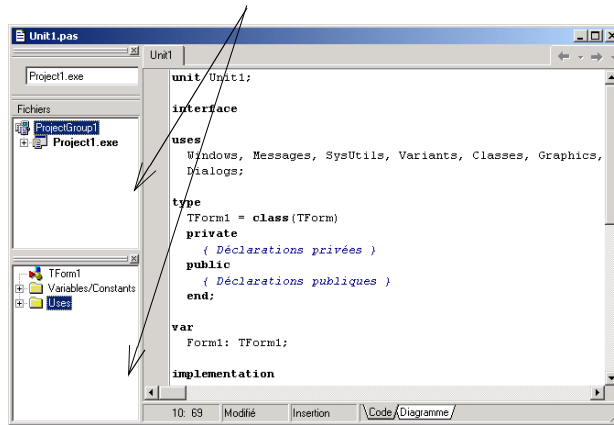 Unit1.pas
Unit1
Project1.exe
Fichiers
ProjectGroup1
Project1.exe
TForm1
Variables/Constants
Uses
unit Unit1;
interface
uses
Windows, Messages, SysUtils, Variants, Classes, Graphics,
Dialogs;
type
TForm1 = class(TForm)
private
{ Déclarations privées }
public
{ Déclarations publiques }
end;
var
Form1: TForm1;
implementation
10: 69 Modifié Insertion Code Diagramme